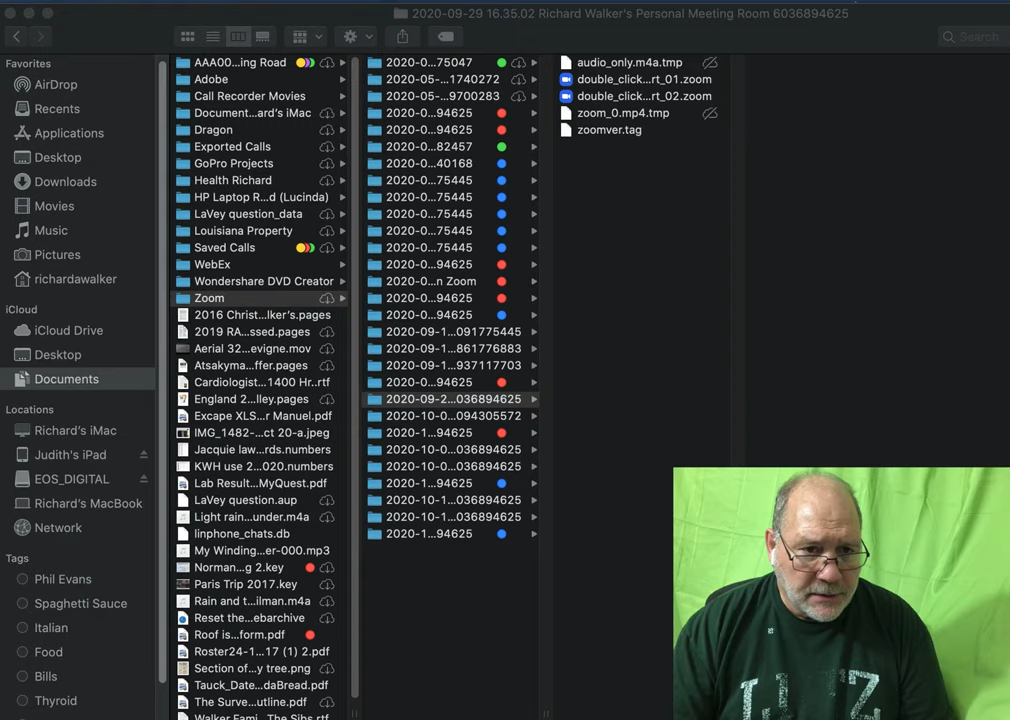 2020-09-29 16.35.02 Richard Walker's Personal Meeting Room 6036894625
Search
Favorites
AirDrop
Recents
Applications
Desktop
Downloads
Movies
Music
Pictures
richardawalker
iCloud
iCloud Drive
Desktop
Documents
Locations
Richard's iMac
Judith's iPad
EOS_DIGITAL
Richard's MacBook
Network
Tags
Phil Evans
Spaghetti Sauce
Italian
Food
Bills
Thyroid
AAA00...ing Road
Adobe
Call Recorder Movies
Document...ard's iMac
Dragon
Exported Calls
GoPro Projects
Health Richard
HP Laptop R...d (Lucinda)
LaVey question_data
Louisiana Property
Saved Calls
WebEx
Wondershare DVD Creator
Zoom
2016 Christ...lker's.pages
2019 RA...ssed.pages
Aerial 32...evigne.mov
Atsakyma...ffer.pages
Cardiologist...1400 Hr..rtf
England 2...lley.pages
Excape XLS...r Manuel.pdf
IMG_1482-...ct 20-a.jpeg
Jacquie law...rds.numbers
KWH use 2...020.numbers
Lab Result...MyQuest.pdf
LaVey question.aup
Light rain...under.m4a
linphone_chats.db
My Winding...er-000.mp3
Norman...g 2.key
Paris Trip 2017.key
Rain and t...ilman.m4a
Reset the...ebarchive
Roof is...form.pdf
Roster24-1...17 (1) 2.pdf
Section of...y tree.png
Tauck_Date...daBread.pdf
The Surve...utline.pdf
Walker Fami...The Sibs.rtf
2020-0...75047
2020-05-...1740272
2020-05-...9700283
2020-0...94625
2020-0...94625
2020-0...82457
2020-0...40168
2020-0...75445
2020-0...75445
2020-0...75445
2020-0...75445
2020-0...75445
2020-0...94625
2020-0...n Zoom
2020-0...94625
2020-0...94625
2020-09-1...091775445
2020-09-1...861776883
2020-09-1...937117703
2020-0...94625
2020-09-2...036894625
2020-10-0...094305572
2020-1...94625
2020-10-0...036894625
2020-10-0...036894625
2020-1...94625
2020-10-1...036894625
2020-10-1...036894625
2020-1...94625
audio_only.m4a.tmp
double_click...rt_01.zoom
double_click...rt_02.zoom
zoom_0.mp4.tmp
zoomver.tag